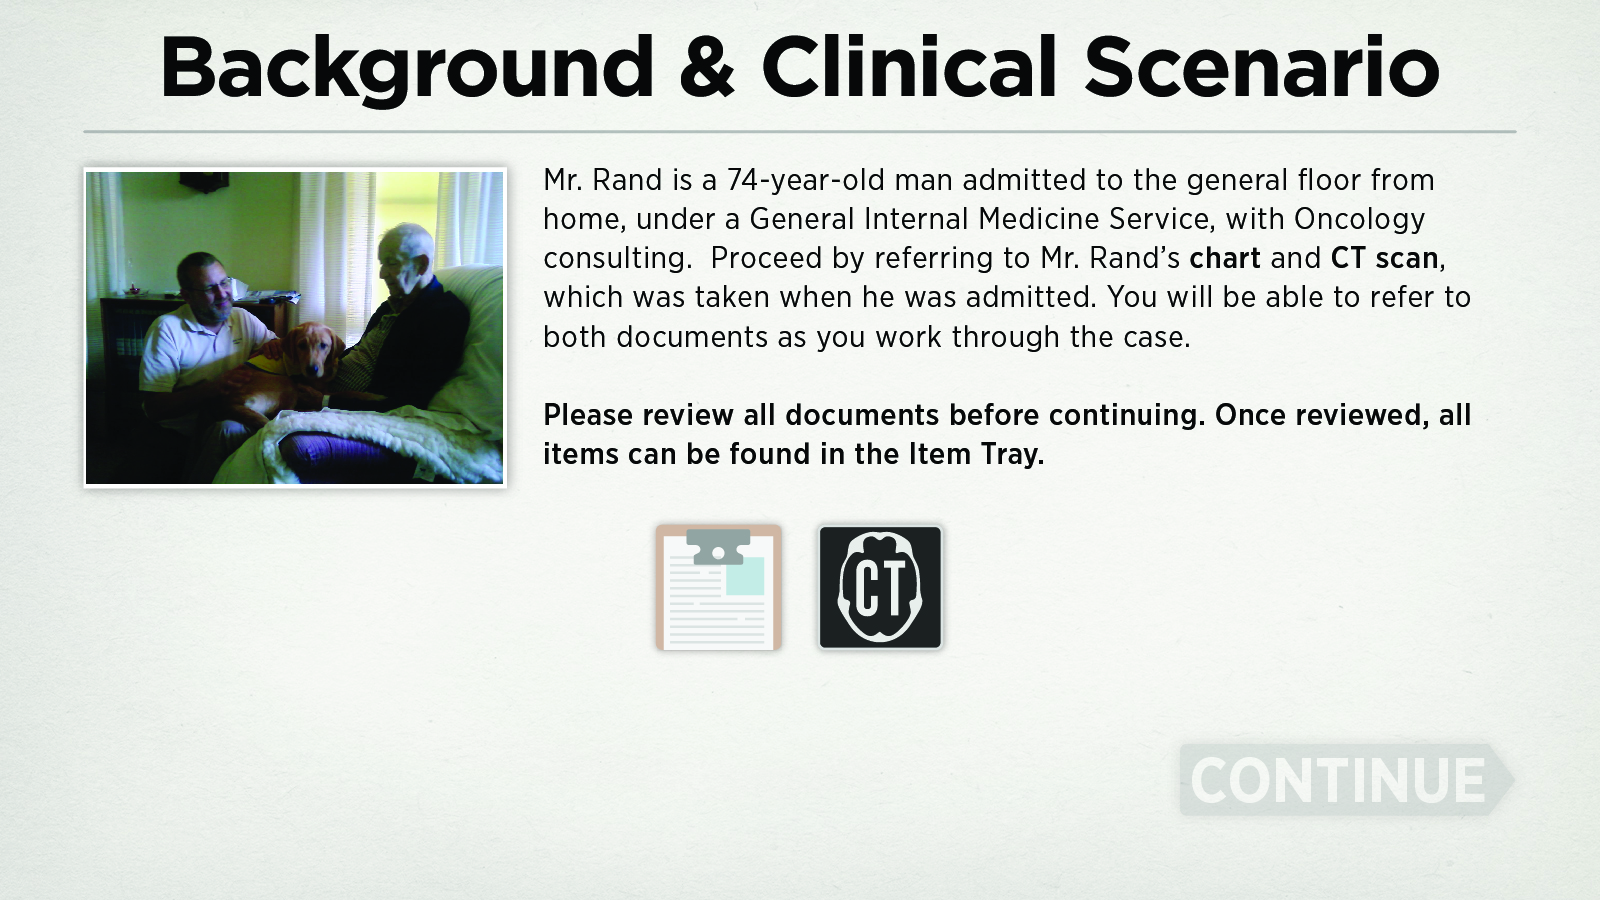 Background & Clinical Scenario
Mr. Rand is a 74-year-old man admitted to the general floor from
home, under a General Internal Medicine Service, with Oncology
consulting.  Proceed by referring to Mr. Rand’s chart and CT scan,
which was taken when he was admitted. You will be able to refer to
both documents as you work through the case.
Please review all documents before continuing. Once reviewed, all
items can be found in the Item Tray.
CT
CONTINUE